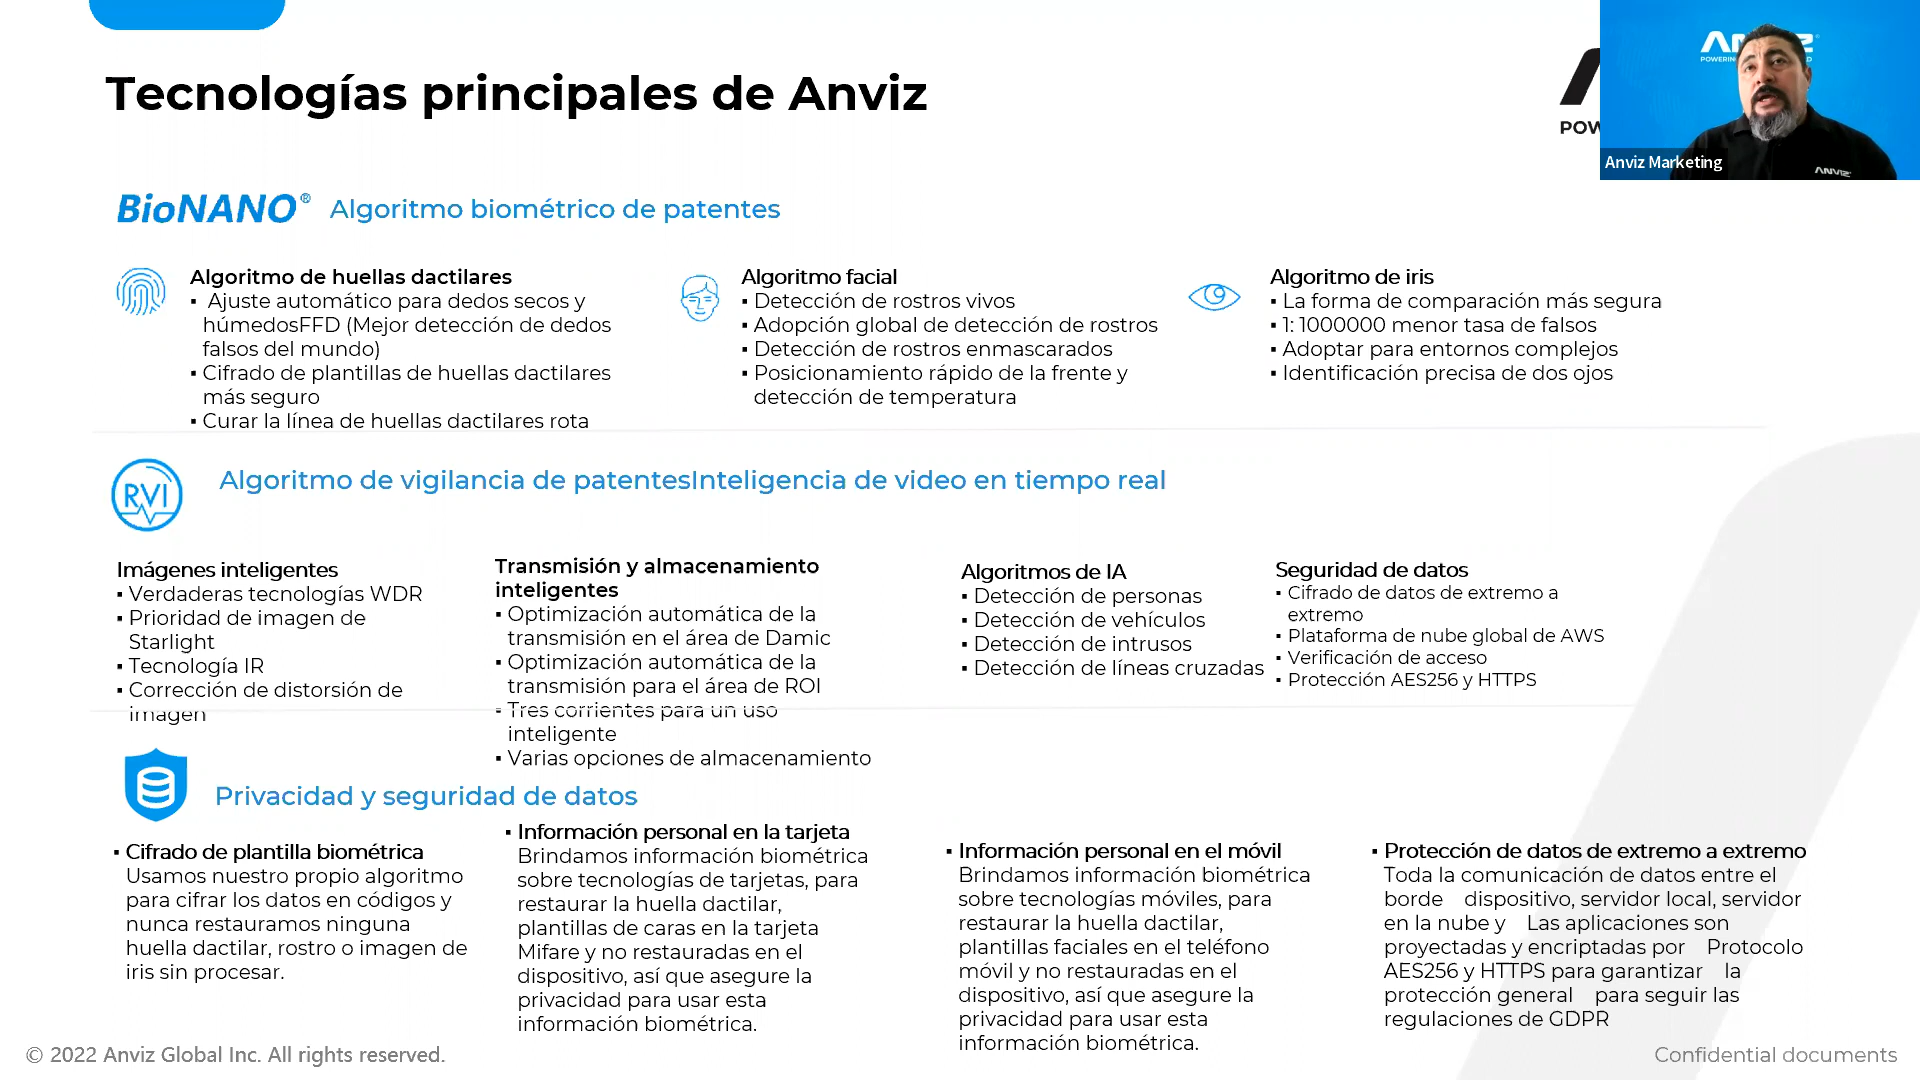 Tecnologías principales de Anviz
POW
ANVIZ
Anviz Marketing
ANVIZ
BioNANO® Algoritmo biométrico de patentes
Algoritmo de huellas dactilares
▪ Ajuste automático para dedos secos y
húmedosFFD (Mejor detección de dedos
falsos del mundo)
▪ Cifrado de plantillas de huellas dactilares
más seguro
▪ Curar la línea de huellas dactilares rota
Algoritmo facial
▪ Detección de rostros vivos
▪ Adopción global de detección de rostros
▪ Detección de rostros enmascarados
▪ Posicionamiento rápido de la frente y
detección de temperatura
Algoritmo de iris
▪ La forma de comparación más segura
▪ 1: 1000000 menor tasa de falsos
▪ Adoptar para entornos complejos
▪ Identificación precisa de dos ojos
RVI
Algoritmo de vigilancia de patentesInteligencia de video en tiempo real
Imágenes inteligentes
▪ Verdaderas tecnologías WDR
▪ Prioridad de imagen de
Starlight
▪ Tecnología IR
▪ Corrección de distorsión de
imagen
Transmisión y almacenamiento
inteligentes
▪ Optimización automática de la
transmisión en el área de Damic
▪ Optimización automática de la
transmisión para el área de ROI
▪ Tres corrientes para un uso
inteligente
▪ Varias opciones de almacenamiento
Algoritmos de IA
▪ Detección de personas
▪ Detección de vehículos
▪ Detección de intrusos
▪ Detección de líneas cruzadas
Seguridad de datos
▪ Cifrado de datos de extremo a
extremo
▪ Plataforma de nube global de AWS
▪ Verificación de acceso
▪ Protección AES256 y HTTPS
Privacidad y seguridad de datos
▪ Cifrado de plantilla biométrica
Usamos nuestro propio algoritmo
para cifrar los datos en códigos y
nunca restauramos ninguna
huella dactilar, rostro o imagen de
iris sin procesar.
▪ Información personal en la tarjeta
Brindamos información biométrica
sobre tecnologías de tarjetas, para
restaurar la huella dactilar,
plantillas de caras en la tarjeta
Mifare y no restauradas en el
dispositivo, así que asegure la
privacidad para usar esta
información biométrica.
▪ Información personal en el móvil
Brindamos información biométrica
sobre tecnologías móviles, para
restaurar la huella dactilar,
plantillas faciales en el teléfono
móvil y no restauradas en el
dispositivo, así que asegure la
privacidad para usar esta
información biométrica.
▪ Protección de datos de extremo a extremo
Toda la comunicación de datos entre el
borde dispositivo, servidor local, servidor
en la nube y Las aplicaciones son
proyectadas y encriptadas por Protocolo
AES256 y HTTPS para garantizar la
protección general para seguir las
regulaciones de GDPR
© 2022 Anviz Global Inc. All rights reserved.
Confidential documents